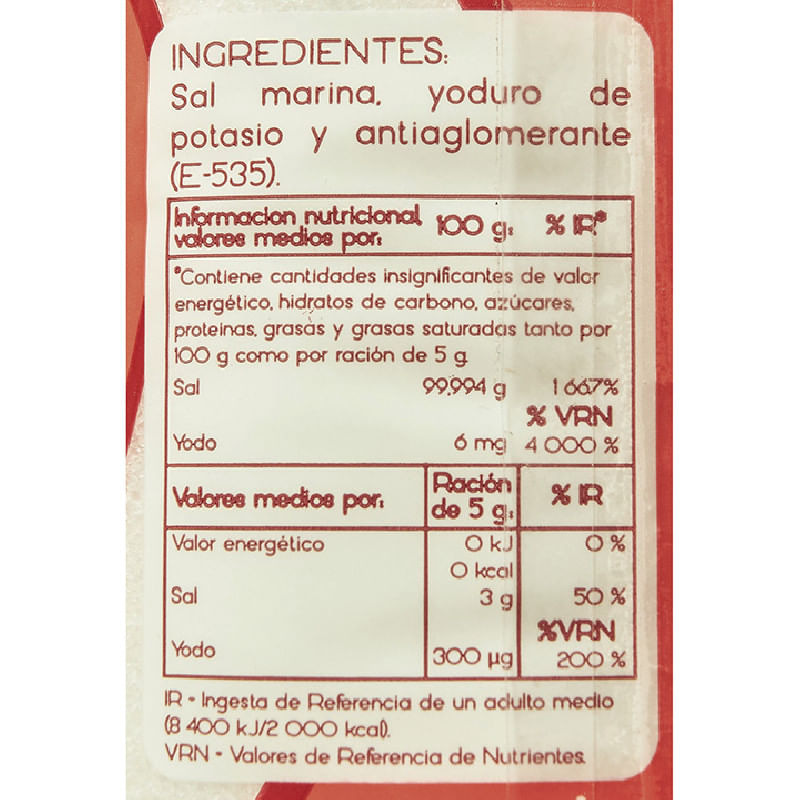 INGREDIENTES:
Sal marina, yoduro de
potasio y antiaglomerante
(E-535).
Informacion nutricional 100 g: % IR*
valores medios por:
*Contiene cantidades insignificantes de valor
energético, hidratos de carbono, azúcares,
proteinas, grasas y grasas saturadas tanto por
100 g como por ración de 5 g
Sal 99,994 g 1 667%
% VRN
Yodo 6 mg 4 000 %
Valores medios por: Ración de 5 g: % IR
Valor energético 0 kJ 0 %
0 kcal
Sal 3 g 50 %
%VRN
Yodo 300 µg 200 %
IR - Ingesta de Referencia de un adulto medio
(8 400 kJ/2 000 kcal).
VRN - Valores de Referencia de Nutrientes.